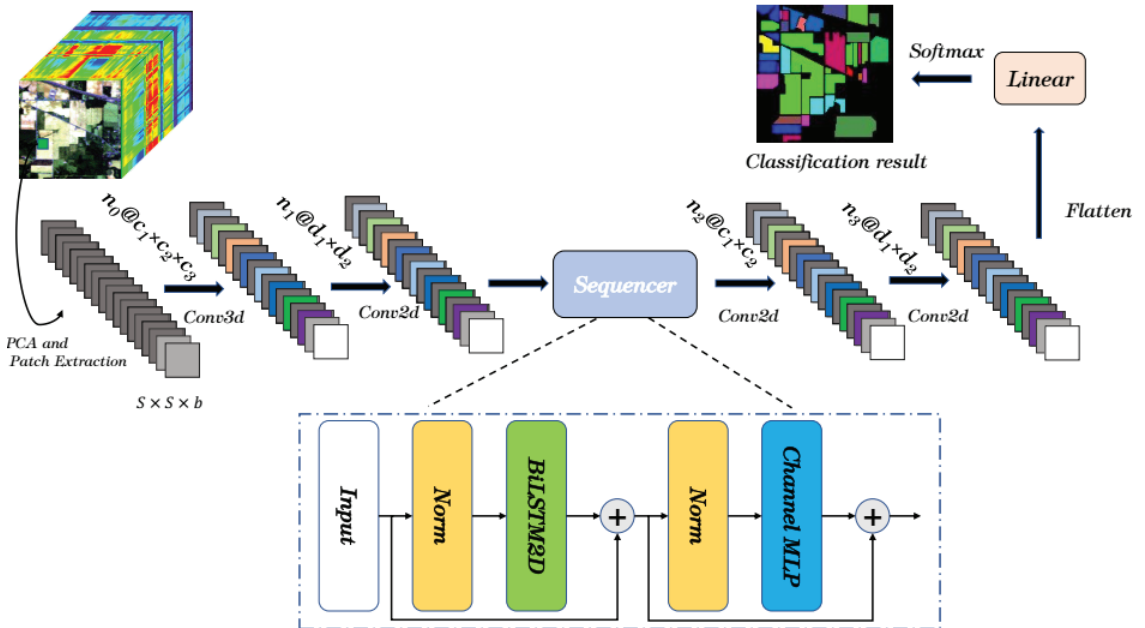 Softmax
Linear
Classification result
Flatten
n₀@c₁×c₂×c₃
Conv3d
n₁@d₁×d₂
Conv2d
Sequencer
n₂@c₁×c₂
Conv2d
n₃@d₁×d₂
Conv2d
PCA and
Patch Extraction
S × S × b
Input
Norm
BiLSTM2D
+
Norm
Channel MLP
+